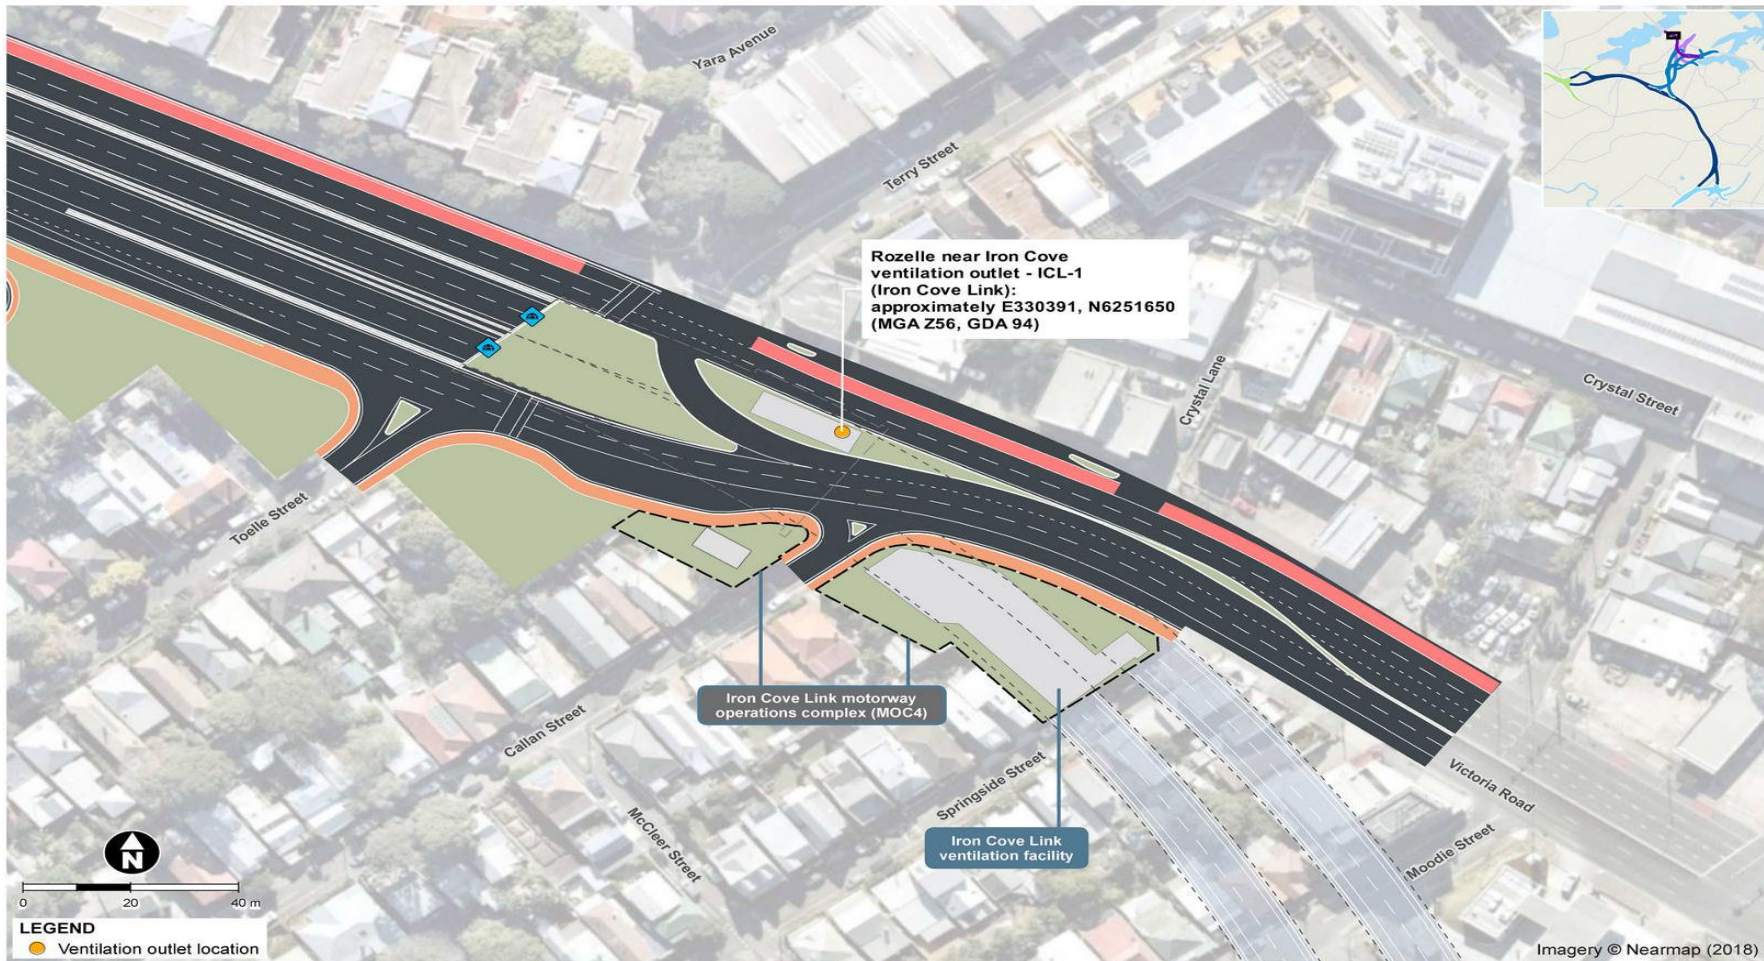 Yara Avenue
Terry Street
Rozelle near Iron Cove
ventilation outlet - ICL-1
(Iron Cove Link):
approximately E330391, N6251650
(MGA Z56, GDA 94)
Crystal Lane
Crystal Street
Toelle Street
Iron Cove Link motorway
operations complex (MOC4)
Callan Street
McCleer Street
Springside Street
Iron Cove Link
ventilation facility
Victoria Road
Moodie Street
N
0 20 40 m
LEGEND
Ventilation outlet location
Imagery © Nearmap (2018)